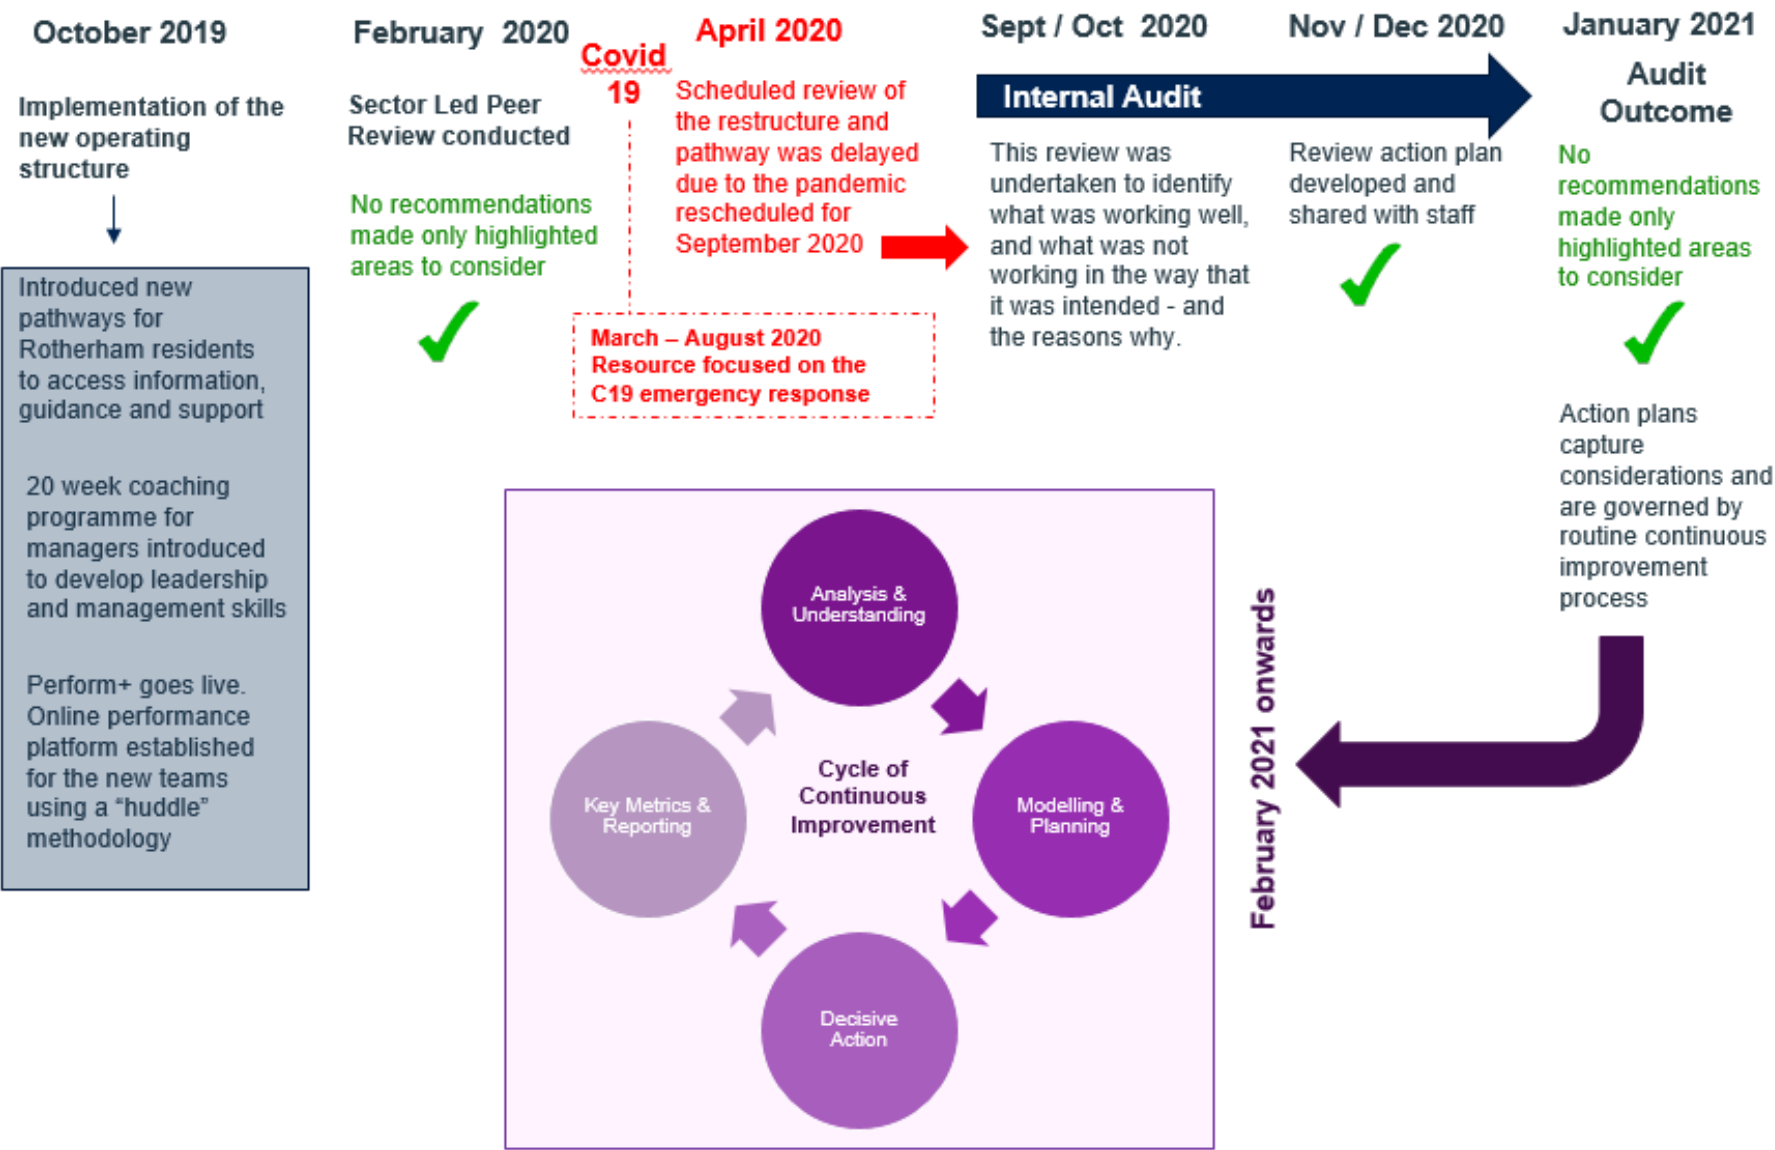 October 2019
Implementation of the
new operating
structure
Introduced new
pathways for
Rotherham residents
to access information,
guidance and support
20 week coaching
programme for
managers introduced
to develop leadership
and management skills
Perform+ goes live.
Online performance
platform established
for the new teams
using a “huddle”
methodology
February 2020
Sector Led Peer
Review conducted
No recommendations
made only highlighted
areas to consider
Covid
19
April 2020
Scheduled review of
the restructure and
pathway was delayed
due to the pandemic
rescheduled for
September 2020
March – August 2020
Resource focused on the
C19 emergency response
Sept / Oct 2020
Nov / Dec 2020
Internal Audit
This review was
undertaken to identify
what was working well,
and what was not
working in the way that
it was intended - and
the reasons why.
Review action plan
developed and
shared with staff
January 2021
Audit
Outcome
No
recommendations
made only
highlighted areas
to consider
Action plans
capture
considerations and
are governed by
routine continuous
improvement
process
February 2021 onwards
Cycle of
Continuous
Improvement
Analysis &
Understanding
Modelling &
Planning
Decisive
Action
Key Metrics &
Reporting